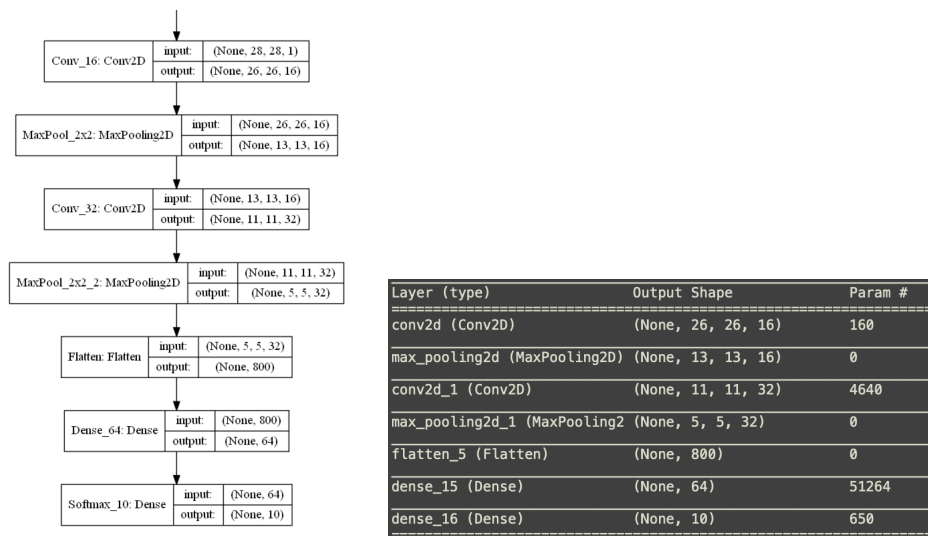 Conv_16: Conv2D
input: (None, 28, 28, 1)
output: (None, 26, 26, 16)
MaxPool_2x2: MaxPooling2D
input: (None, 26, 26, 16)
output: (None, 13, 13, 16)
Conv_32: Conv2D
input: (None, 13, 13, 16)
output: (None, 11, 11, 32)
MaxPool_2x2_2: MaxPooling2D
input: (None, 11, 11, 32)
output: (None, 5, 5, 32)
Flatten: Flatten
input: (None, 5, 5, 32)
output: (None, 800)
Dense_64: Dense
input: (None, 800)
output: (None, 64)
Softmax_10: Dense
input: (None, 64)
output: (None, 10)
Layer (type) Output Shape Param #
conv2d (Conv2D) (None, 26, 26, 16) 160
max_pooling2d (MaxPooling2D) (None, 13, 13, 16) 0
conv2d_1 (Conv2D) (None, 11, 11, 32) 4640
max_pooling2d_1 (MaxPooling2 (None, 5, 5, 32) 0
flatten_5 (Flatten) (None, 800) 0
dense_15 (Dense) (None, 64) 51264
dense_16 (Dense) (None, 10) 650